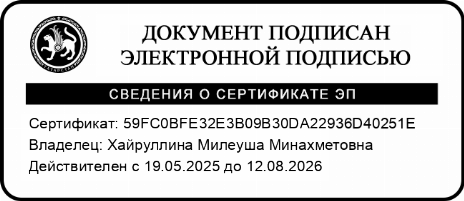 ДОКУМЕНТ ПОДПИСАН
ЭЛЕКТРОННОЙ ПОДПИСЬЮ
СВЕДЕНИЯ О СЕРТИФИКАТЕ ЭП
Сертификат: 59FC0BFE32E3B09B30DA22936D40251E
Владелец: Хайруллина Милеуша Минахметовна
Действителен с 19.05.2025 до 12.08.2026